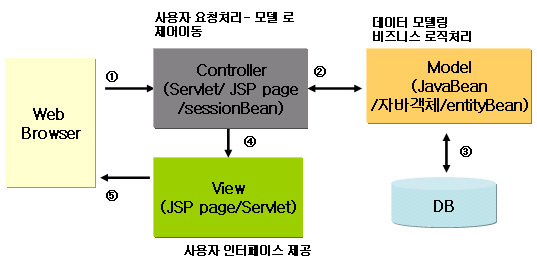 사용자 요청처리- 모델 로
제어이동
데이터 모델링
비즈니스 로직처리
Web
Browser
①
Controller
(Servlet/ JSP page
/sessionBean)
②
Model
(JavaBean
/자바객체/entityBean)
④
③
⑤
View
(JSP page/Servlet)
DB
사용자 인터페이스 제공